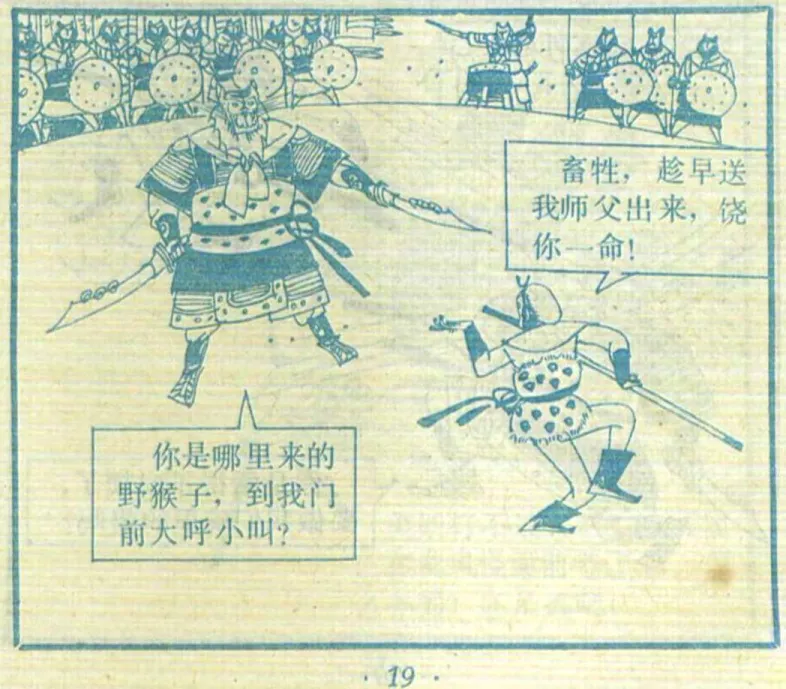 畜牲，趁早送
我师父出来，饶
你一命！
你是哪里来的
野猴子，到我门
前大呼小叫？
· 19 ·